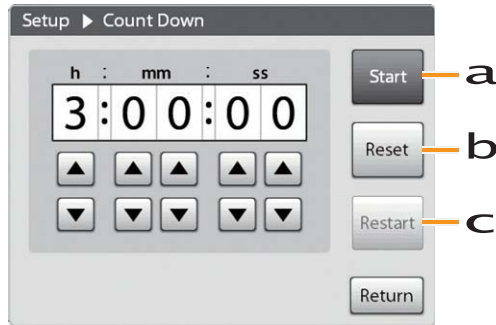 Setup ▶ Count Down
h : mm : ss
3:00:00
Start
a
Reset
b
Restart
c
Return